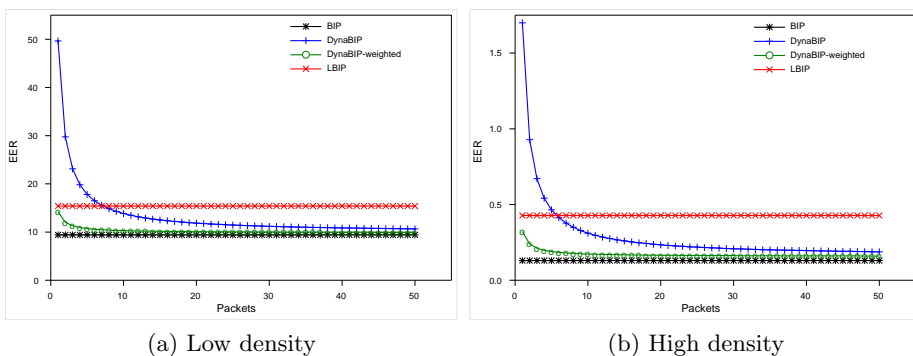 BIP
DynaBIP
DynaBIP-weighted
LBIP
50
40
30
20
10
0
EER
0 10 20 30 40 50
Packets
(a) Low density
BIP
DynaBIP
DynaBIP-weighted
LBIP
1.5
1.0
0.5
0.0
EER
0 10 20 30 40 50
Packets
(b) High density